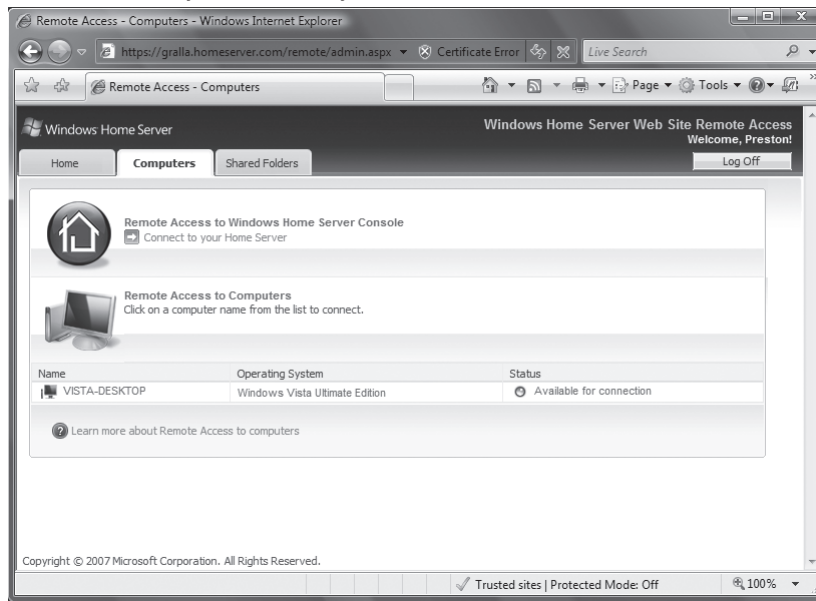 Remote Access - Computers - Windows Internet Explorer
https://gralla.homeserver.com/remote/admin.aspx Certificate Error Live Search
Remote Access - Computers Page Tools
Windows Home Server
Windows Home Server Web Site Remote Access
Welcome, Preston!
Home Computers Shared Folders Log Off
Remote Access to Windows Home Server Console
Connect to your Home Server
Remote Access to Computers
Click on a computer name from the list to connect.
Name Operating System Status
VISTA-DESKTOP Windows Vista Ultimate Edition Available for connection
Learn more about Remote Access to computers
Copyright © 2007 Microsoft Corporation. All Rights Reserved.
Trusted sites | Protected Mode: Off 100%